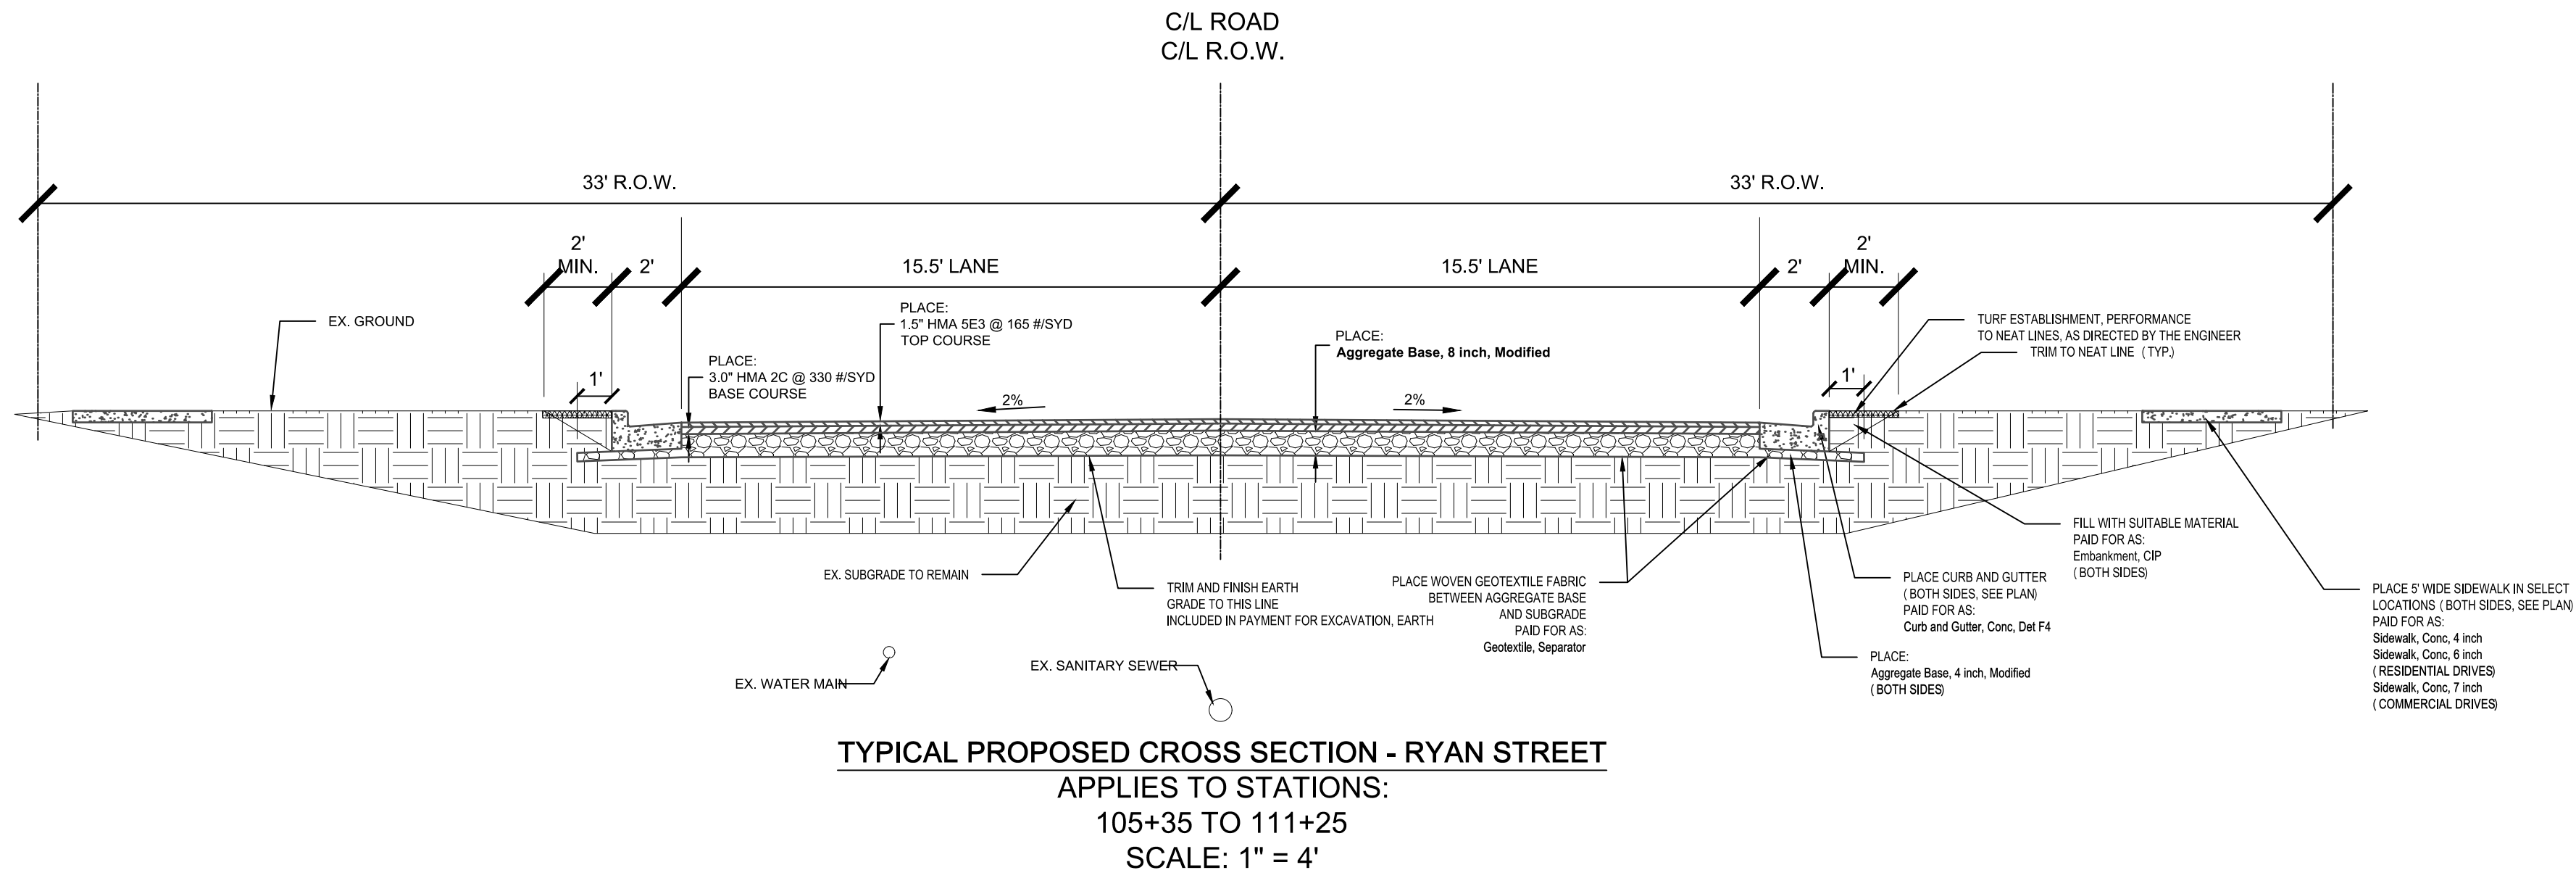 C/L ROAD
C/L R.O.W.
33' R.O.W.
33' R.O.W.
2'
MIN.
2'
15.5' LANE
15.5' LANE
2'
2'
MIN.
EX. GROUND
PLACE:
1.5" HMA 5E3 @ 165 #/SYD
TOP COURSE
PLACE:
3.0" HMA 2C @ 330 #/SYD
BASE COURSE
PLACE:
Aggregate Base, 8 inch, Modified
TURF ESTABLISHMENT, PERFORMANCE
TO NEAT LINES, AS DIRECTED BY THE ENGINEER
TRIM TO NEAT LINE (TYP.)
1'
1'
2%
2%
EX. SUBGRADE TO REMAIN
TRIM AND FINISH EARTH
GRADE TO THIS LINE
INCLUDED IN PAYMENT FOR EXCAVATION, EARTH
PLACE WOVEN GEOTEXTILE FABRIC
BETWEEN AGGREGATE BASE
AND SUBGRADE
PAID FOR AS:
Geotextile, Separator
PLACE CURB AND GUTTER
(BOTH SIDES, SEE PLAN)
PAID FOR AS:
Curb and Gutter, Conc, Det F4
PLACE:
Aggregate Base, 4 inch, Modified
(BOTH SIDES)
FILL WITH SUITABLE MATERIAL
PAID FOR AS:
Embankment, CIP
(BOTH SIDES)
PLACE 5' WIDE SIDEWALK IN SELECT
LOCATIONS (BOTH SIDES, SEE PLAN)
PAID FOR AS:
Sidewalk, Conc, 4 inch
Sidewalk, Conc, 6 inch
(RESIDENTIAL DRIVES)
Sidewalk, Conc, 7 inch
(COMMERCIAL DRIVES)
EX. WATER MAIN
EX. SANITARY SEWER
TYPICAL PROPOSED CROSS SECTION - RYAN STREET
APPLIES TO STATIONS:
105+35 TO 111+25
SCALE: 1" = 4'